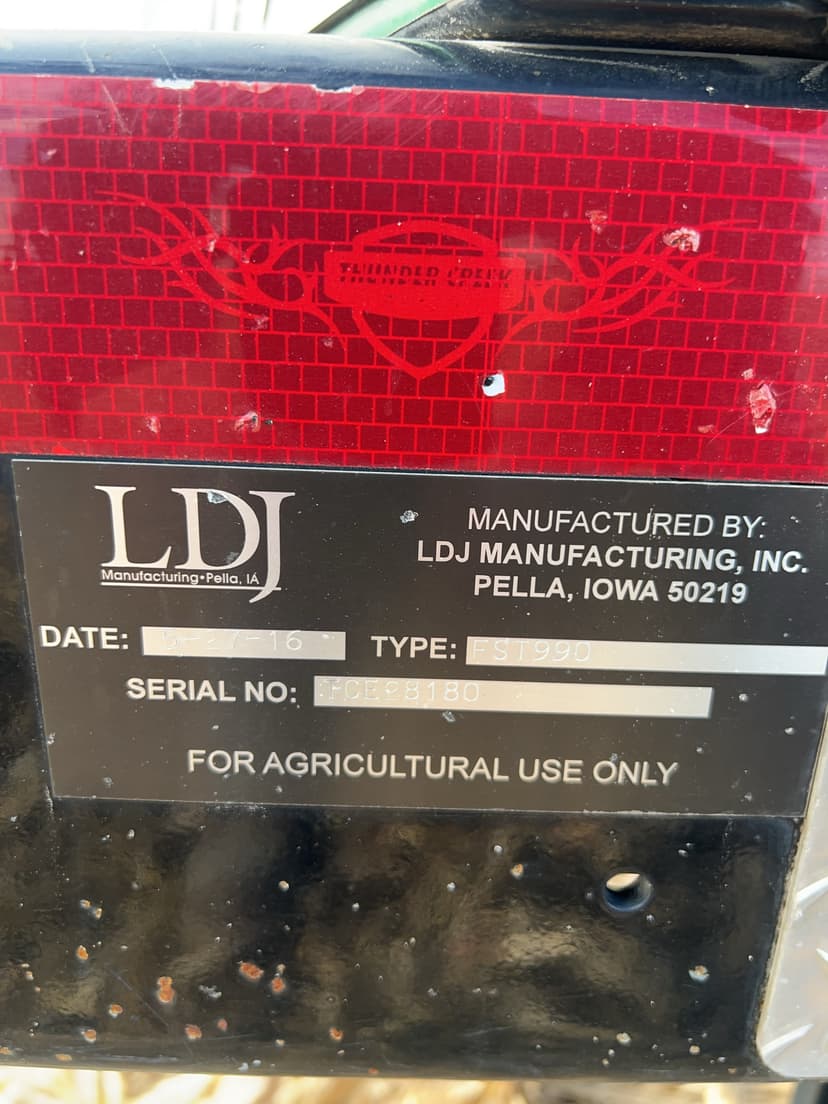 THUNDER CREEK
LDJ
Manufacturing•Pella, IA
MANUFACTURED BY:
LDJ MANUFACTURING, INC.
PELLA, IOWA 50219
DATE: -16
TYPE: FST990
SERIAL NO:
FOR AGRICULTURAL USE ONLY